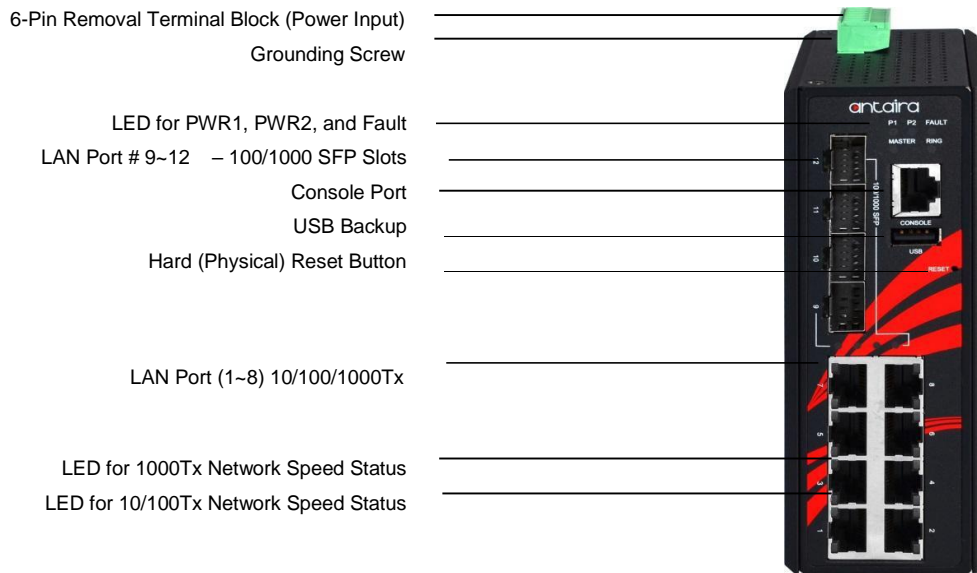 6-Pin Removal Terminal Block (Power Input)
Grounding Screw
LED for PWR1, PWR2, and Fault
LAN Port # 9~12 – 100/1000 SFP Slots
Console Port
USB Backup
Hard (Physical) Reset Button
LAN Port (1~8) 10/100/1000Tx
LED for 1000Tx Network Speed Status
LED for 10/100Tx Network Speed Status
antaira
P1 P2 FAULT
MASTER RING
12
11
10
9
SFP
CONSOLE
USB
RESET
7 8
5 6
3 4
1 2